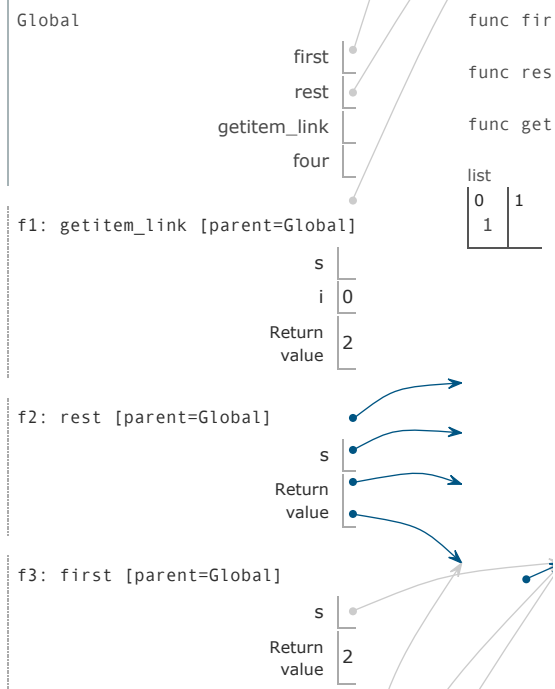 Global
func fir
first
rest
func res
getitem_link
func get
four
list
0 1
1
f1: getitem_link [parent=Global]
s
i 0
Return
value 2
f2: rest [parent=Global]
s
Return
value
f3: first [parent=Global]
s
Return
value 2